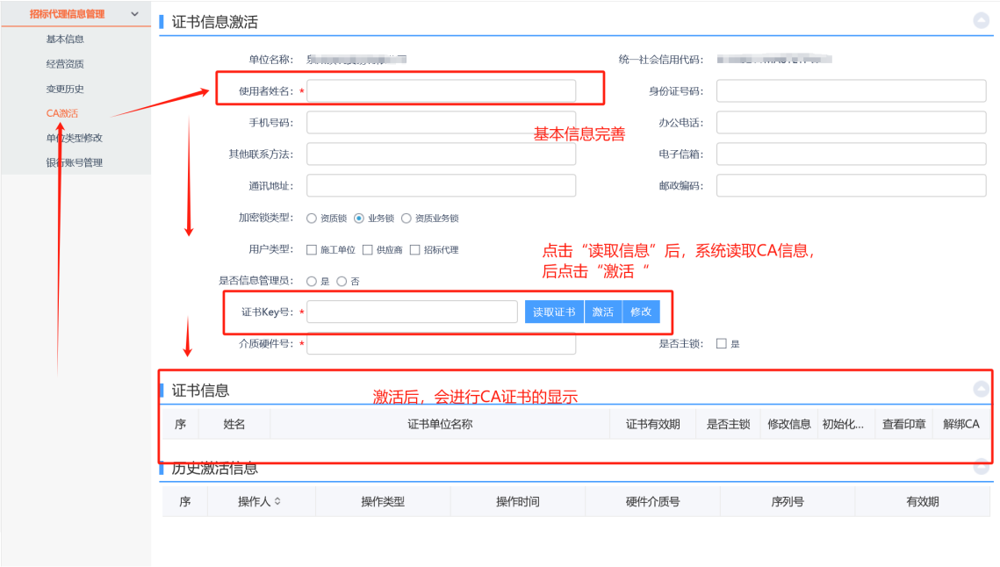 招标代理信息管理
基本信息
经营资质
变更历史
CA激活
单位类型修改
银行账号管理
证书信息激活
单位名称: 统一社会信用代码:
使用者姓名: * 身份证号码:
手机号码: 办公电话:
基本信息完善
其他联系方法: 电子信箱:
通讯地址: 邮政编码:
加密锁类型: 资质锁 业务锁 资质业务锁
用户类型: 施工单位 供应商 招标代理
点击“读取信息”后，系统读取CA信息，
后点击“激活“
是否信息管理员: 是 否
证书Key号: * 读取证书 激活 修改
介质硬件号: * 是否主锁: 是
证书信息
激活后，会进行CA证书的显示
序 姓名 证书单位名称 证书有效期 是否主锁 修改信息 初始化... 查看印章 解绑CA
历史激活信息
序 操作人 操作类型 操作时间 硬件介质号 序列号 有效期